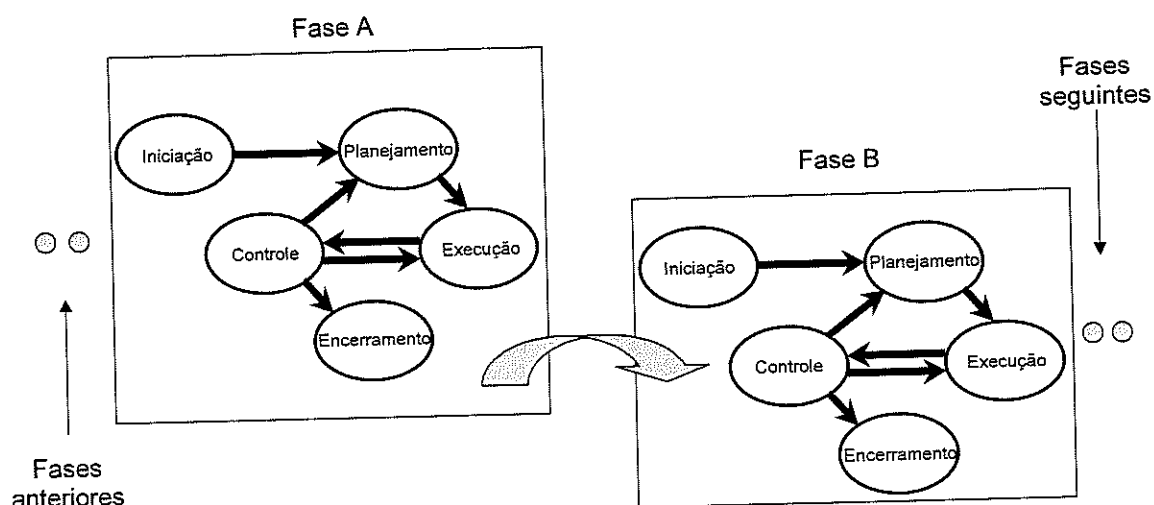 Fase A
Iniciação
Planejamento
Controle
Execução
Encerramento
Fases
anteriores
Fase B
Iniciação
Planejamento
Controle
Execução
Encerramento
Fases
seguintes